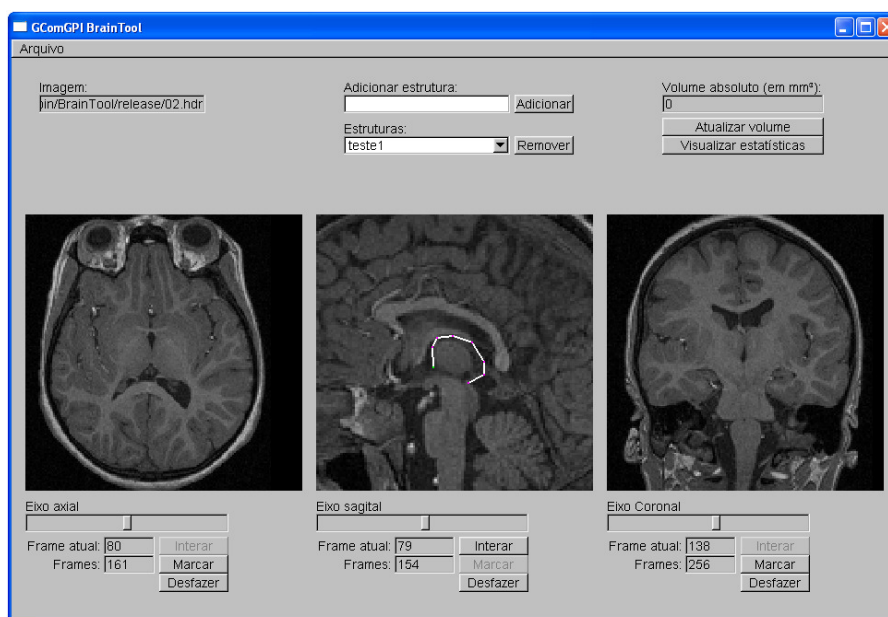 GComGPI BrainTool
Arquivo
Imagem:
in/BrainTool/release/02.hdr
Adicionar estrutura:
Adicionar
Estruturas:
teste1
Remover
Volume absoluto (em mm³):
0
Atualizar volume
Visualizar estatísticas
Eixo axial
Frame atual: 80 Interar
Frames: 161 Marcar
Desfazer
Eixo sagital
Frame atual: 79 Interar
Frames: 154 Marcar
Desfazer
Eixo Coronal
Frame atual: 138 Interar
Frames: 256 Marcar
Desfazer